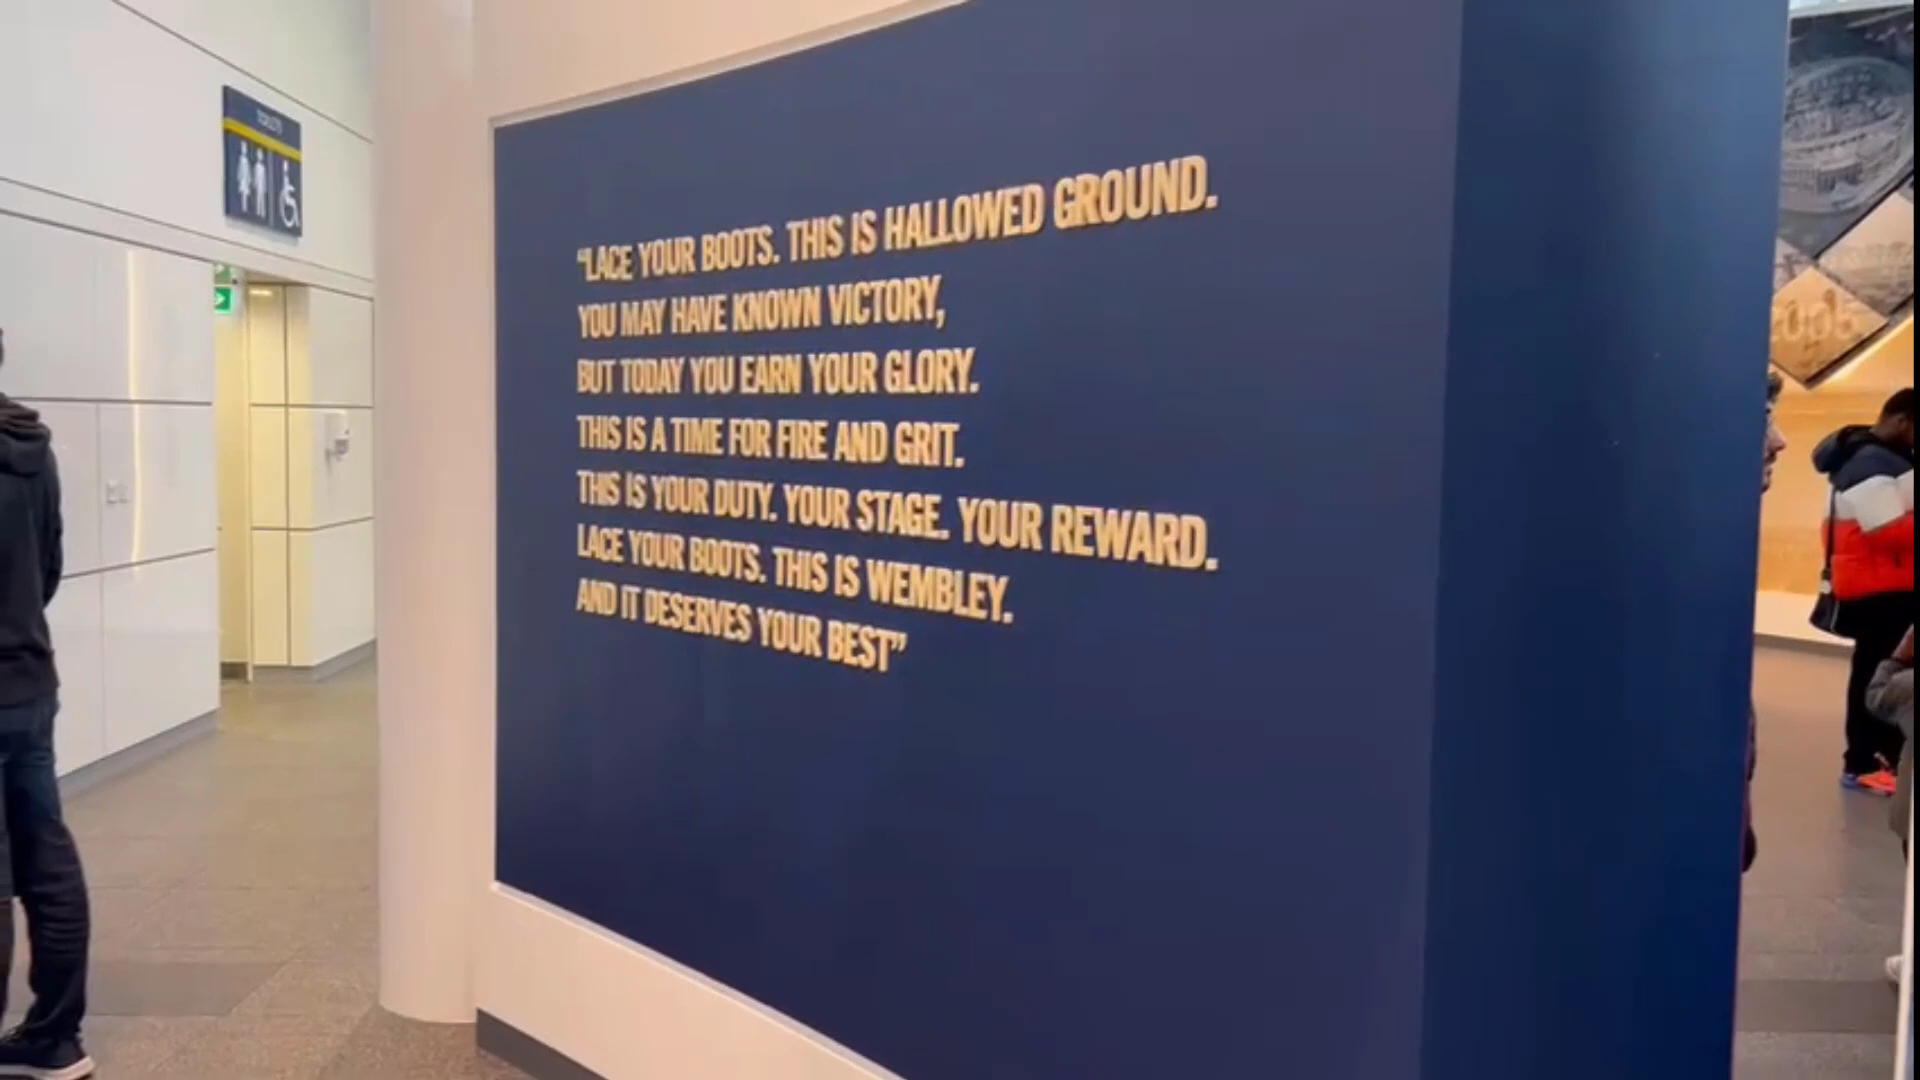 TOILETS
“LACE YOUR BOOTS. THIS IS HALLOWED GROUND.
YOU MAY HAVE KNOWN VICTORY,
BUT TODAY YOU EARN YOUR GLORY.
THIS IS A TIME FOR FIRE AND GRIT.
THIS IS YOUR DUTY. YOUR STAGE. YOUR REWARD.
LACE YOUR BOOTS. THIS IS WEMBLEY.
AND IT DESERVES YOUR BEST”